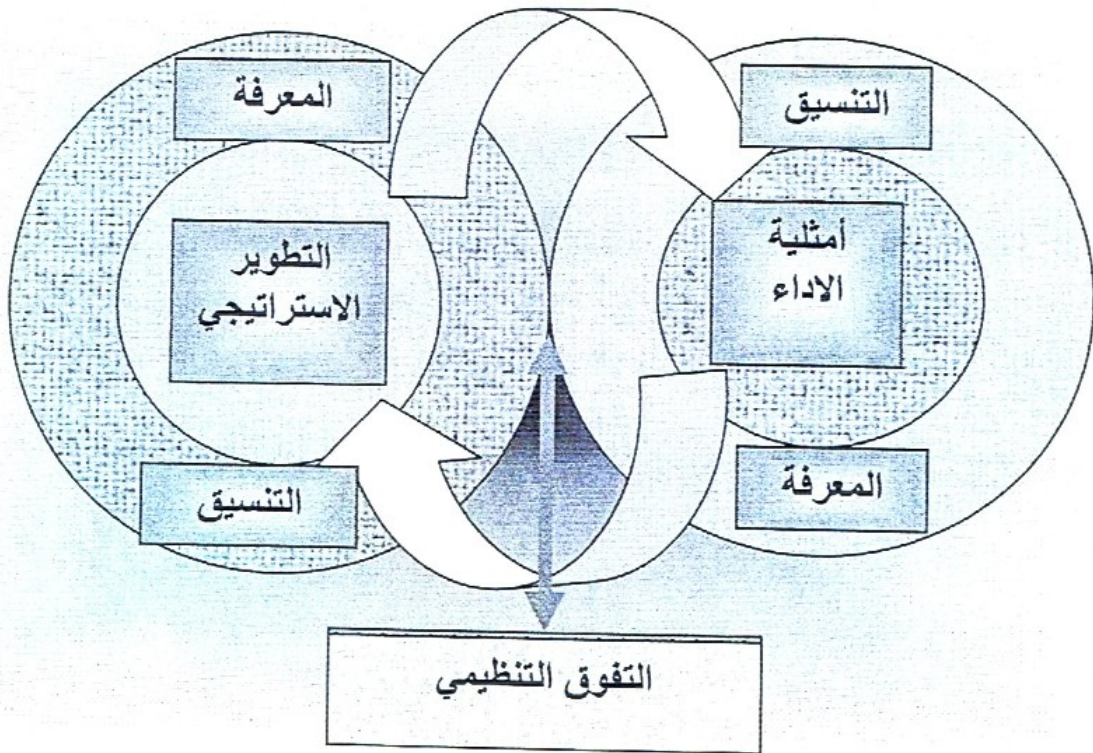 التنسيق
المعرفة
أمثلية
الاداء
التطوير
الاستراتيجي
المعرفة
التنسيق
التفوق التنظيمي